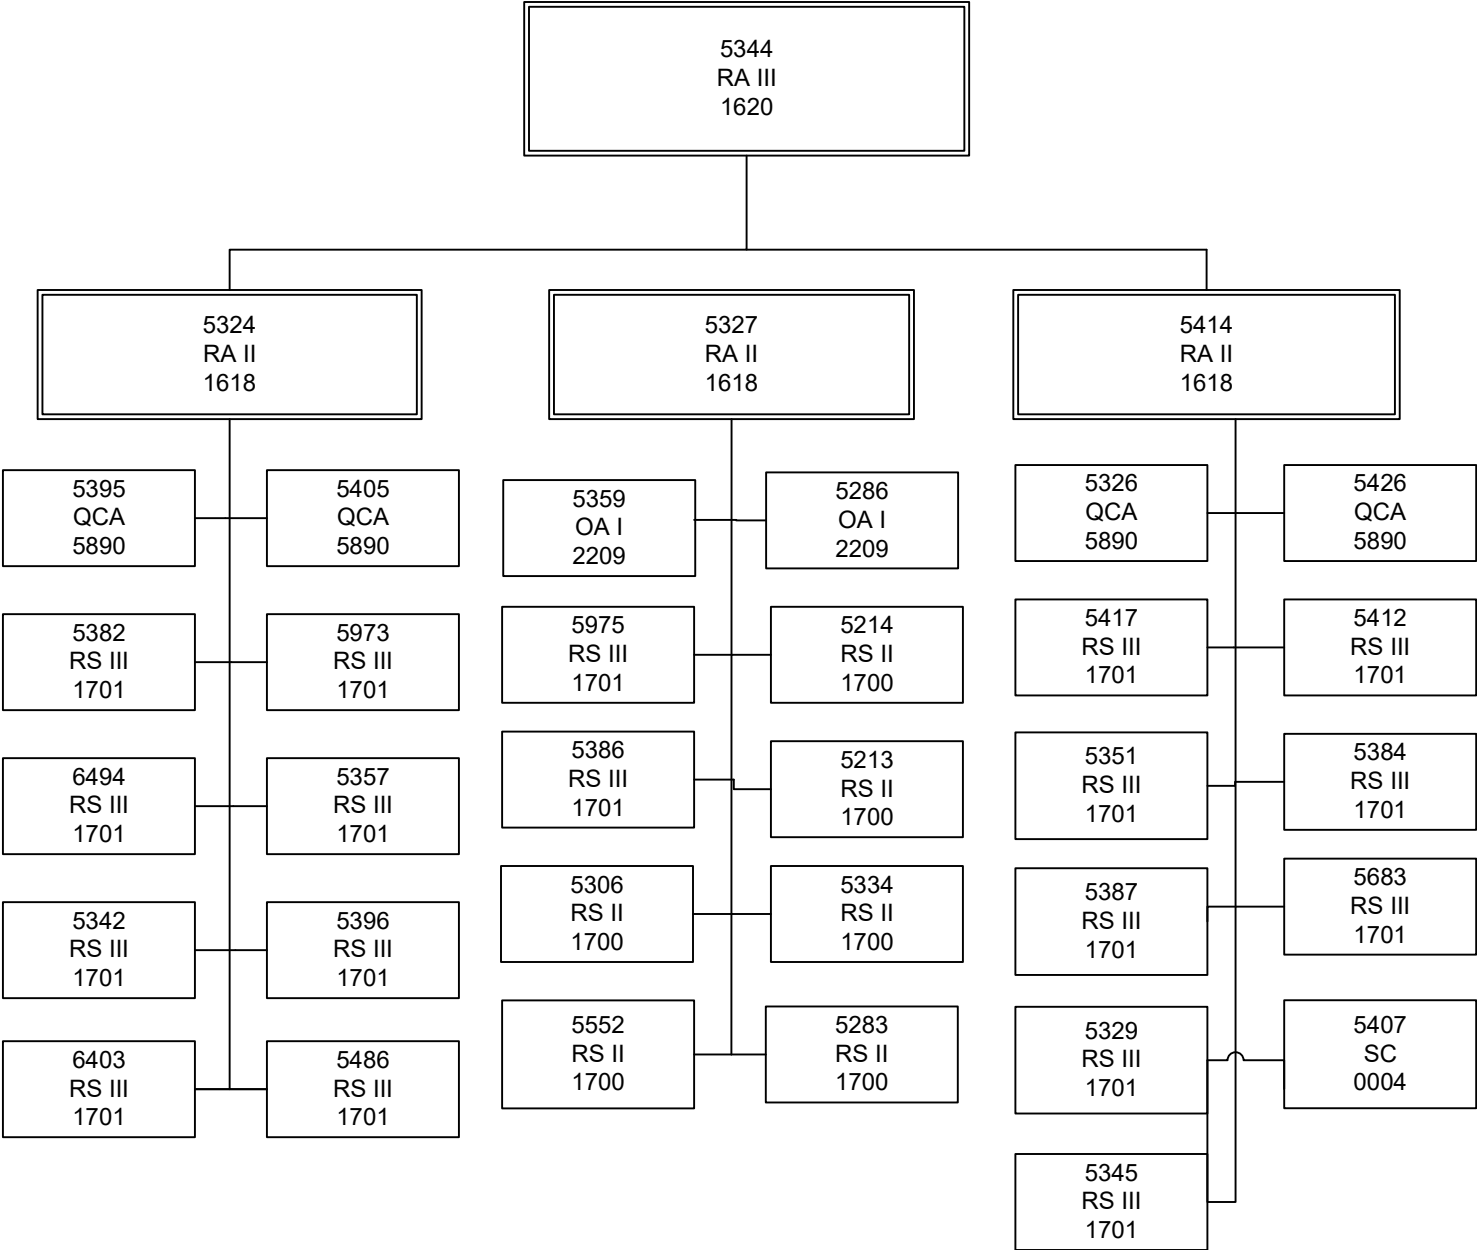 5344
RA III
1620
5324
RA II
1618
5327
RA II
1618
5414
RA II
1618
5395
QCA
5890
5405
QCA
5890
5382
RS III
1701
5973
RS III
1701
6494
RS III
1701
5357
RS III
1701
5342
RS III
1701
5396
RS III
1701
6403
RS III
1701
5486
RS III
1701
5359
OA I
2209
5286
OA I
2209
5975
RS III
1701
5214
RS II
1700
5386
RS III
1701
5213
RS II
1700
5306
RS II
1700
5334
RS II
1700
5552
RS II
1700
5283
RS II
1700
5326
QCA
5890
5426
QCA
5890
5417
RS III
1701
5412
RS III
1701
5351
RS III
1701
5384
RS III
1701
5387
RS III
1701
5683
RS III
1701
5329
RS III
1701
5407
SC
0004
5345
RS III
1701